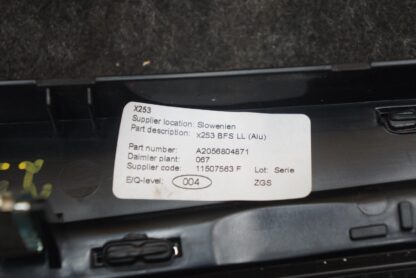 X253
Supplier location: Slowenien
Part description: X253 BFS LL (Alu)
Part number: A2056804871
Daimler plant: 067
Supplier code: 11507563 F Lot: Serie
E/Q-level: 004 ZGS